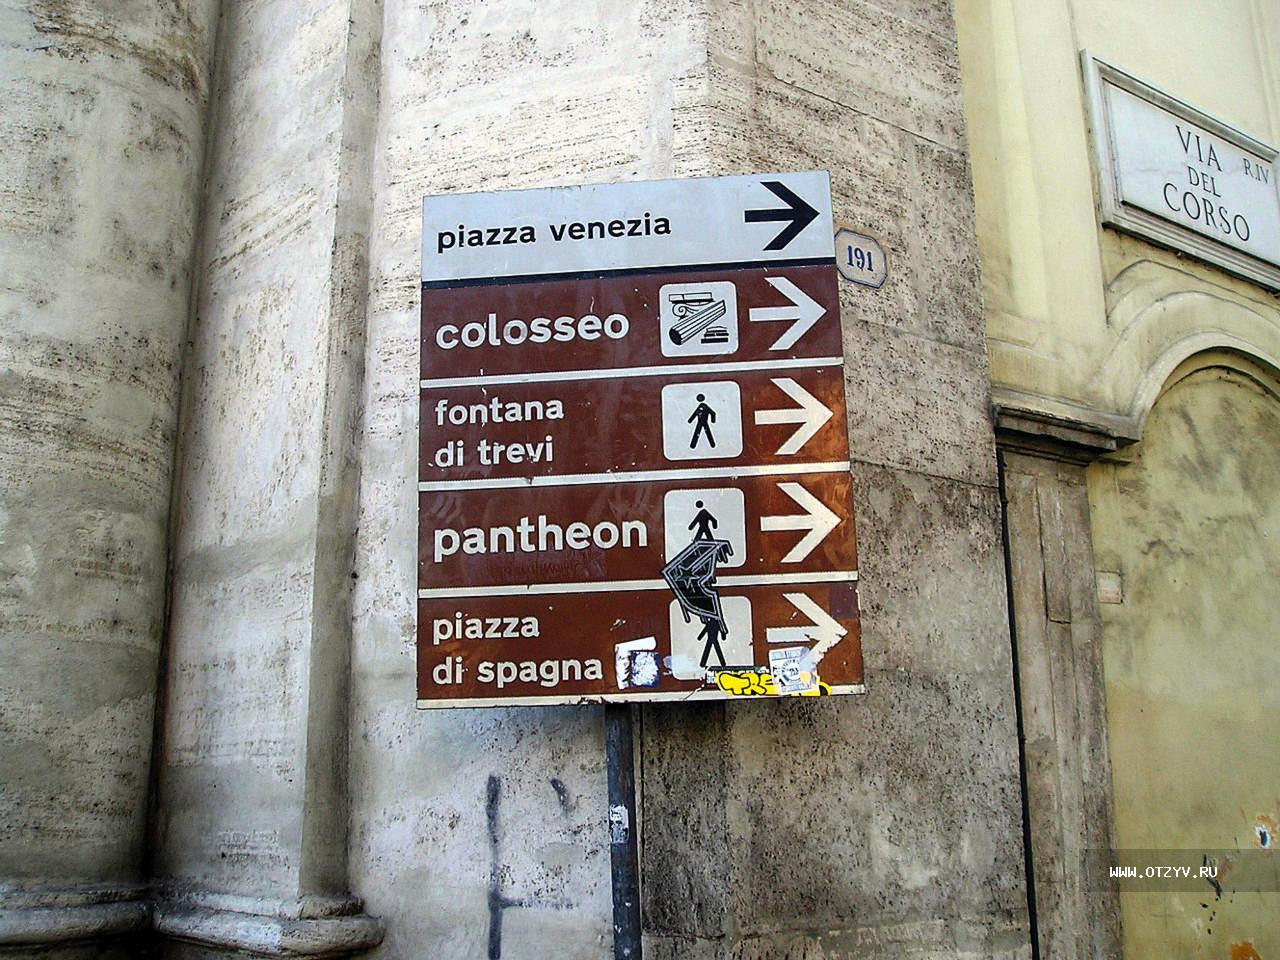 piazza venezia
colosseo
fontana
di trevi
pantheon
piazza
di spagna
191
VIA R.IV
DEL
CORSO
WWW.OTZYV.RU